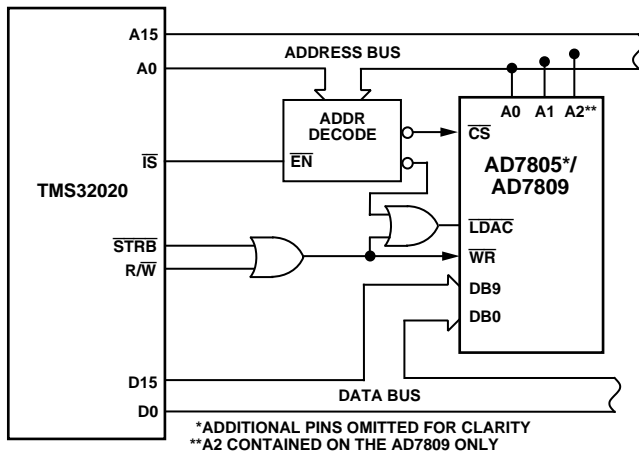 A15
ADDRESS BUS
A0
ADDR
DECODE
A0 A1 A2**
CS
EN
IS
AD7805*/
AD7809
TMS32020
LDAC
STRB
WR
R/W
DB9
DB0
D15
DATA BUS
D0
*ADDITIONAL PINS OMITTED FOR CLARITY
**A2 CONTAINED ON THE AD7809 ONLY